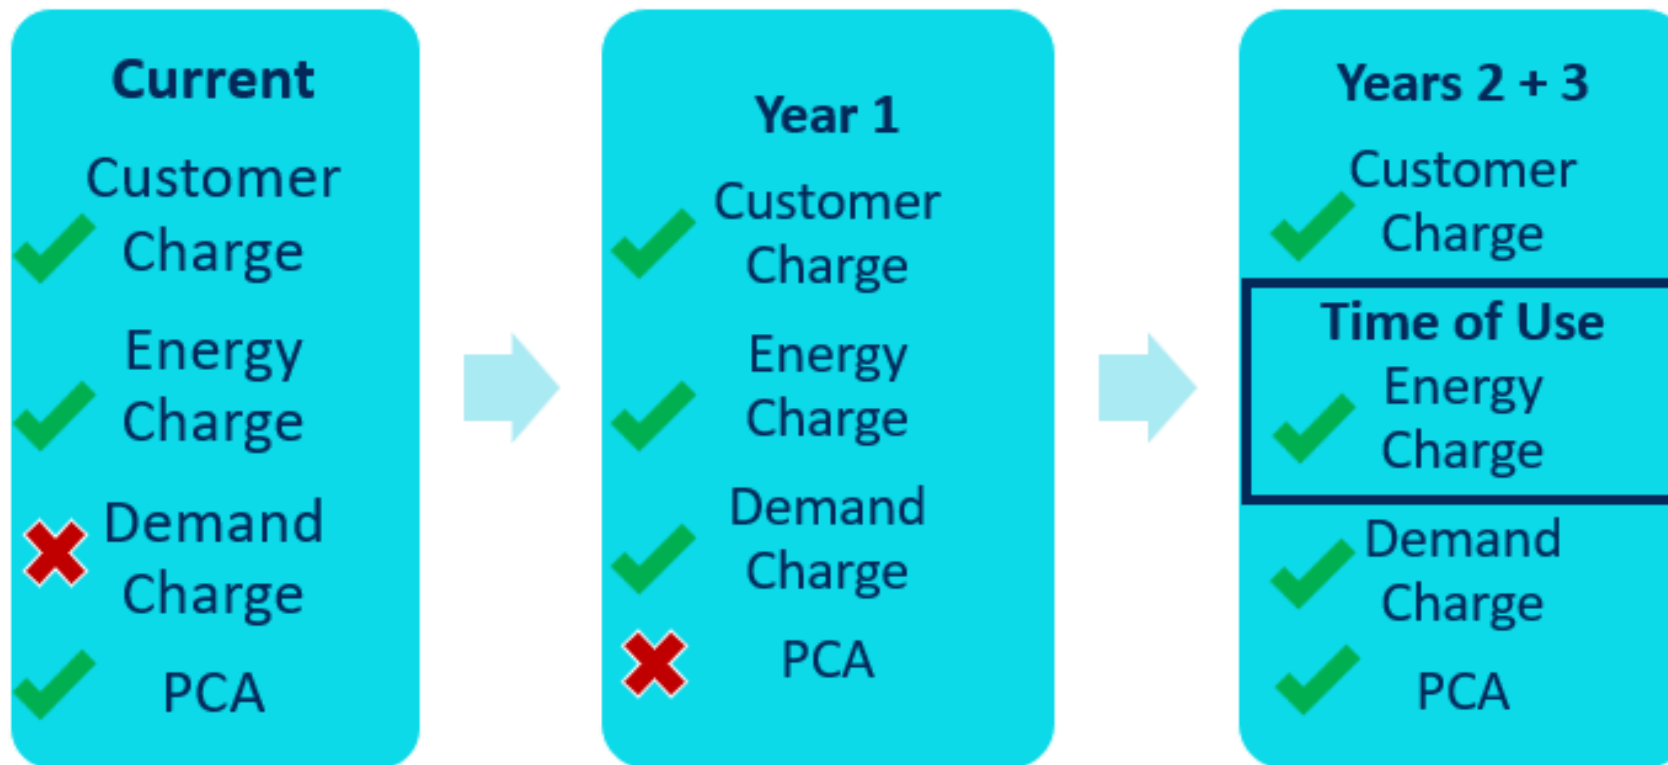 Current
Customer
Charge
Energy
Charge
Demand
Charge
PCA
Year 1
Customer
Charge
Energy
Charge
Demand
Charge
PCA
Years 2 + 3
Customer
Charge
Time of Use
Energy
Charge
Demand
Charge
PCA